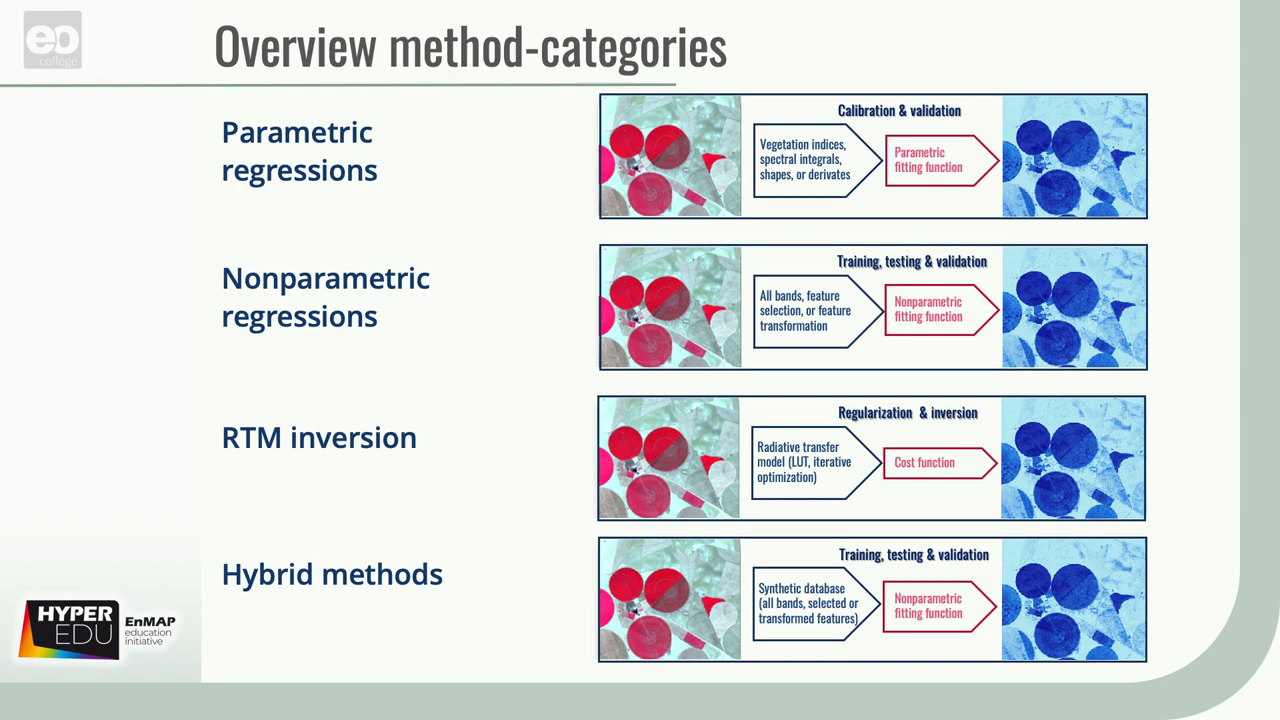 eo
college
Overview method-categories
Parametric
regressions
Calibration & validation
Vegetation indices,
spectral integrals,
shapes, or derivates
Parametric
fitting function
Nonparametric
regressions
Training, testing & validation
All bands, feature
selection, or feature
transformation
Nonparametric
fitting function
RTM inversion
Regularization & inversion
Radiative transfer
model (LUT, iterative
optimization)
Cost function
Hybrid methods
Training, testing & validation
Synthetic database
(all bands, selected or
transformed features)
Nonparametric
fitting function
HYPER
EDU
EnMAP
education
initiative